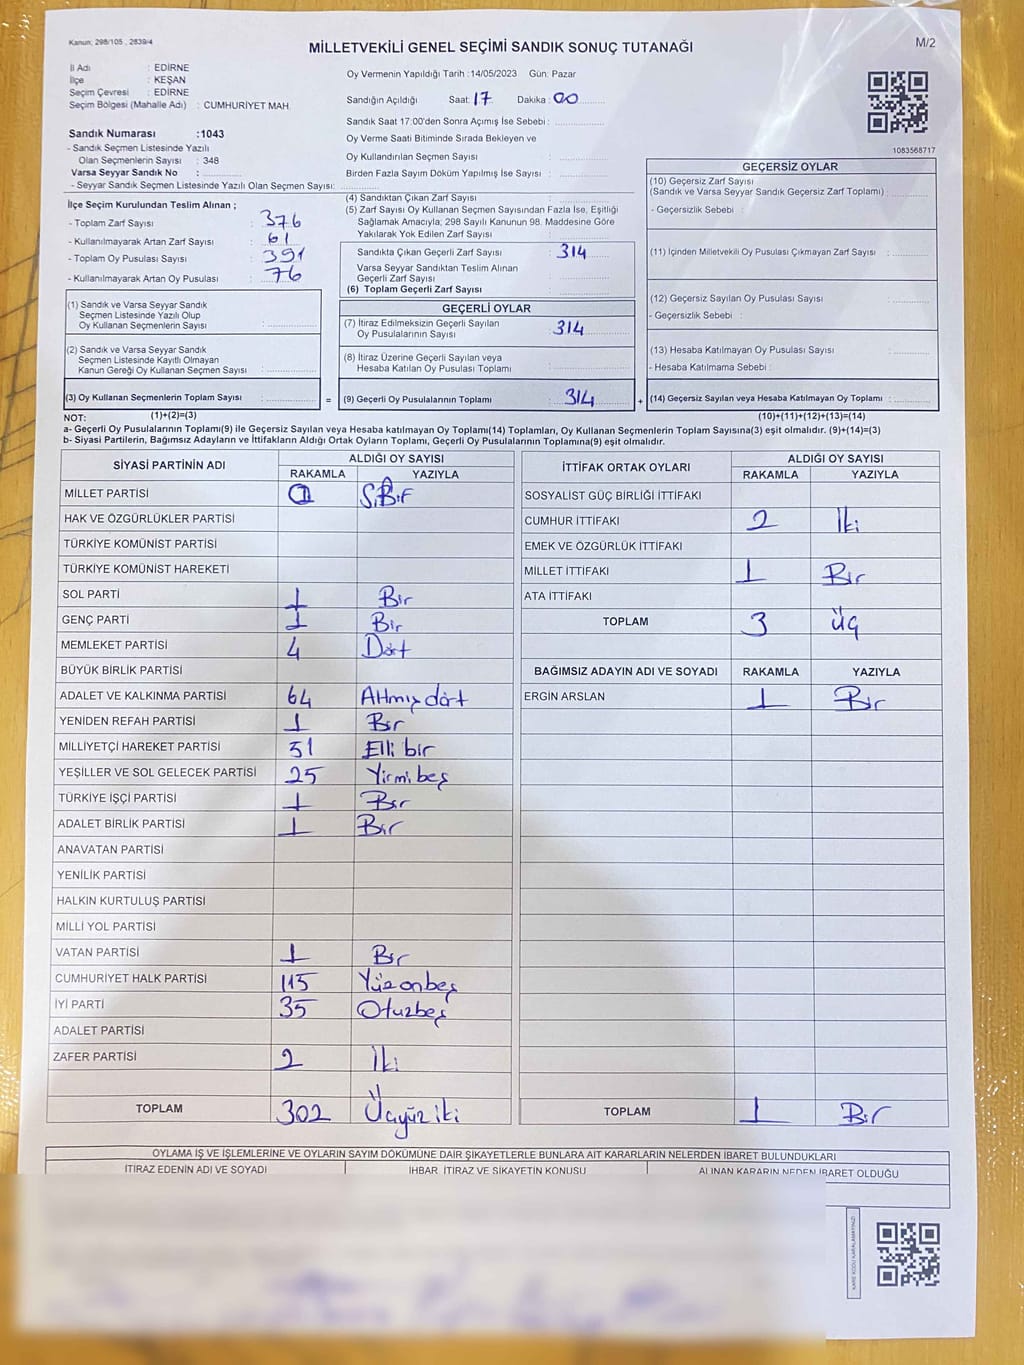 Kanun; 298/105 , 2839/4
M/2
MİLLETVEKİLİ GENEL SEÇİMİ SANDIK SONUÇ TUTANAĞI
İl Adı : EDİRNE
İlçe : KEŞAN
Seçim Çevresi : EDİRNE
Seçim Bölgesi (Mahalle Adı) : CUMHURİYET MAH.
Sandık Numarası :1043
- Sandık Seçmen Listesinde Yazılı
Olan Seçmenlerin Sayısı : 348
Varsa Seyyar Sandık No :
- Seyyar Sandık Seçmen Listesinde Yazılı Olan Seçmen Sayısı:
Oy Vermenin Yapıldığı Tarih :14/05/2023 Gün: Pazar
Sandığın Açıldığı Saat: 17 Dakika : 00
Sandık Saat 17:00'den Sonra Açımış İse Sebebi :
Oy Verme Saati Bitiminde Sırada Bekleyen ve
Oy Kullandırılan Seçmen Sayısı :
Birden Fazla Sayım Döküm Yapılmış İse Sayısı :
1083568717
İlçe Seçim Kurulundan Teslim Alınan ;
- Toplam Zarf Sayısı : 376
- Kullanılmayarak Artan Zarf Sayısı : 61
- Toplam Oy Pusulası Sayısı : 391
- Kullanılmayarak Artan Oy Pusulası : 76
(1) Sandık ve Varsa Seyyar Sandık
Seçmen Listesinde Yazılı Olup
Oy Kullanan Seçmenlerin Sayısı :
(2) Sandık ve Varsa Seyyar Sandık
Seçmen Listesinde Kayıtlı Olmayan
Kanun Gereği Oy Kullanan Seçmen Sayısı :
(3) Oy Kullanan Seçmenlerin Toplam Sayısı : =
(4) Sandıktan Çıkan Zarf Sayısı :
(5) Zarf Sayısı Oy Kullanan Seçmen Sayısından Fazla İse, Eşitliği
Sağlamak Amacıyla; 298 Sayılı Kanunun 98. Maddesine Göre
Yakılarak Yok Edilen Zarf Sayısı :
Sandıkta Çıkan Geçerli Zarf Sayısı : 314
Varsa Seyyar Sandıktan Teslim Alınan
Geçerli Zarf Sayısı :
(6) Toplam Geçerli Zarf Sayısı :
GEÇERLİ OYLAR
(7) İtiraz Edilmeksizin Geçerli Sayılan
Oy Pusulalarının Sayısı : 314
(8) İtiraz Üzerine Geçerli Sayılan veya
Hesaba Katılan Oy Pusulası Toplamı :
(9) Geçerli Oy Pusulalarının Toplamı : 314 +
GEÇERSİZ OYLAR
(10) Geçersiz Zarf Sayısı
(Sandık ve Varsa Seyyar Sandık Geçersiz Zarf Toplamı) :
- Geçersizlik Sebebi :
(11) İçinden Milletvekili Oy Pusulası Çıkmayan Zarf Sayısı :
(12) Geçersiz Sayılan Oy Pusulası Sayısı :
- Geçersizlik Sebebi :
(13) Hesaba Katılmayan Oy Pusulası Sayısı :
- Hesaba Katılmama Sebebi :
(14) Geçersiz Sayılan veya Hesaba Katılmayan Oy Toplamı :
NOT: (1)+(2)=(3) (10)+(11)+(12)+(13)=(14)
a- Geçerli Oy Pusulalarının Toplamı(9) ile Geçersiz Sayılan veya Hesaba katılmayan Oy Toplamı(14) Toplamları, Oy Kullanan Seçmenlerin Toplam Sayısına(3) eşit olmalıdır. (9)+(14)=(3)
b- Siyasi Partilerin, Bağımsız Adayların ve İttifakların Aldığı Ortak Oyların Toplamı, Geçerli Oy Pusulalarının Toplamına(9) eşit olmalıdır.
SİYASİ PARTİNİN ADI ALDIĞI OY SAYISI
RAKAMLA YAZIYLA
MİLLET PARTİSİ
HAK VE ÖZGÜRLÜKLER PARTİSİ
TÜRKİYE KOMÜNİST PARTİSİ
TÜRKİYE KOMÜNİST HAREKETİ
SOL PARTİ 1 Bir
GENÇ PARTİ 1 Bir
MEMLEKET PARTİSİ 4 Dört
BÜYÜK BİRLİK PARTİSİ
ADALET VE KALKINMA PARTİSİ 64 Altmış dört
YENİDEN REFAH PARTİSİ 1 Bir
MİLLİYETÇİ HAREKET PARTİSİ 51 Elli bir
YEŞİLLER VE SOL GELECEK PARTİSİ 25 Yirmi beş
TÜRKİYE İŞÇİ PARTİSİ 1 Bir
ADALET BİRLİK PARTİSİ 1 Bir
ANAVATAN PARTİSİ
YENİLİK PARTİSİ
HALKIN KURTULUŞ PARTİSİ
MİLLİ YOL PARTİSİ
VATAN PARTİSİ 1 Bir
CUMHURİYET HALK PARTİSİ 115 Yüzonbeş
İYİ PARTİ 35 Otuzbeş
ADALET PARTİSİ
ZAFER PARTİSİ 2 İki
TOPLAM 302 Üçyüz iki
İTTİFAK ORTAK OYLARI ALDIĞI OY SAYISI
RAKAMLA YAZIYLA
SOSYALİST GÜÇ BİRLİĞİ İTTİFAKI
CUMHUR İTTİFAKI 2 İki
EMEK VE ÖZGÜRLÜK İTTİFAKI
MİLLET İTTİFAKI 1 Bir
ATA İTTİFAKI
TOPLAM 3 Üç
BAĞIMSIZ ADAYIN ADI VE SOYADI RAKAMLA YAZIYLA
ERGİN ARSLAN 1 Bir
TOPLAM 1 Bir
OYLAMA İŞ VE İŞLEMLERİNE VE OYLARIN SAYIM DÖKÜMÜNE DAİR ŞİKAYETLERLE BUNLARA AİT KARARLARIN NELERDEN İBARET BULUNDUKLARI
İTİRAZ EDENİN ADI VE SOYADI İHBAR, İTİRAZ VE ŞİKAYETİN KONUSU ALINAN KARARIN NEDEN İBARET OLDUĞU
KARE KODU KARALAMAYINIZ!